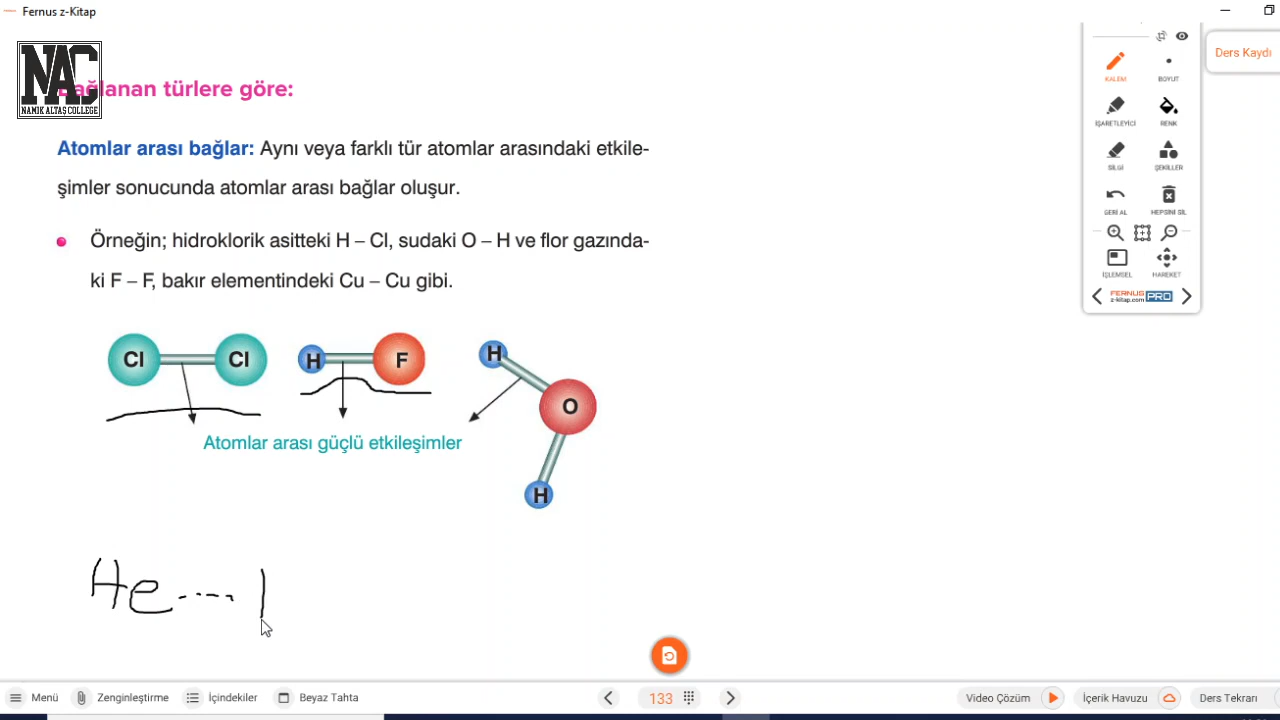 Fernus z-Kitap
NAC
NAMIK ALTAŞ COLLEGE
Bağlanan türlere göre:
Atomlar arası bağlar: Aynı veya farklı tür atomlar arasındaki etkile-
şimler sonucunda atomlar arası bağlar oluşur.
Örneğin; hidroklorik asitteki H – Cl, sudaki O – H ve flor gazında-
ki F – F, bakır elementindeki Cu – Cu gibi.
Cl Cl H F H O H
Atomlar arası güçlü etkileşimler
He
KALEM BOYUT
İŞARETLEYİCİ RENK
SİLGİ ŞEKİLLER
GERİ AL HEPSİNİ SİL
İŞLEMSEL HAREKET
FERNUS z-kitap.com PRO
Ders Kaydı
Menü Zenginleştirme İçindekiler Beyaz Tahta 133 Video Çözüm İçerik Havuzu Ders Tekrarı